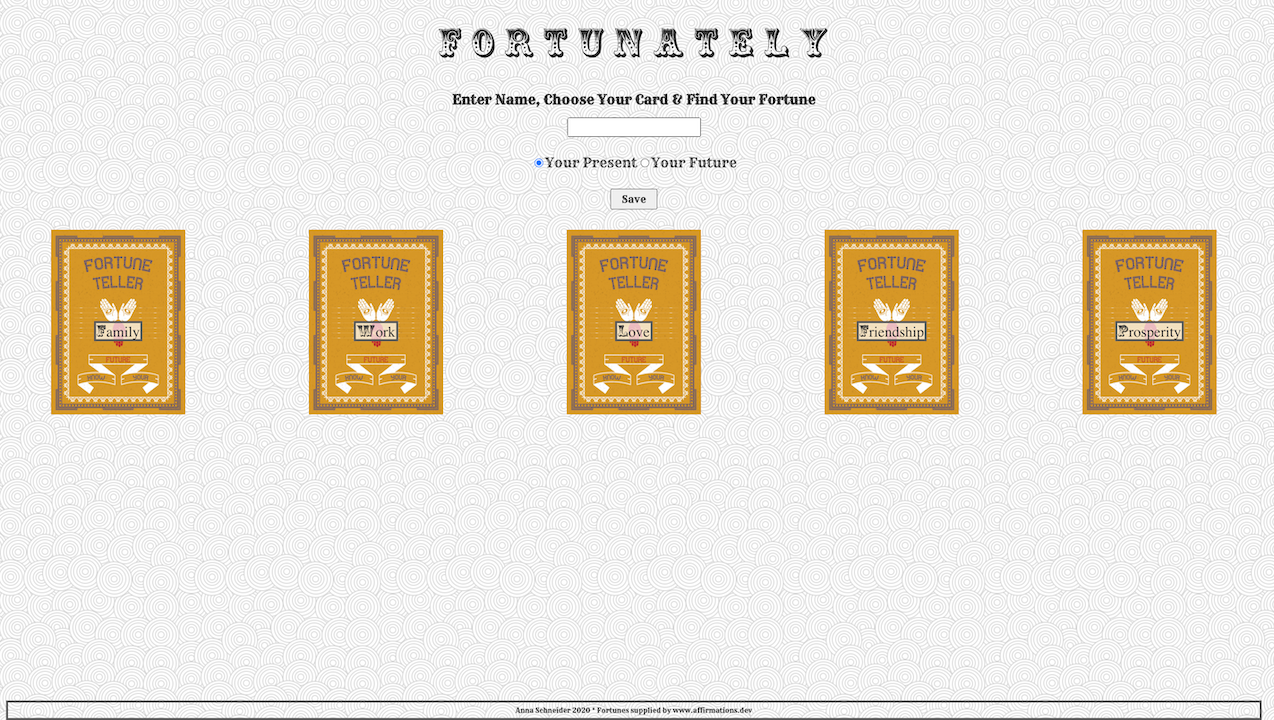 FORTUNATELY
Enter Name, Choose Your Card & Find Your Fortune
Your Present Your Future
Save
FORTUNE TELLER
Family
FUTURE
KNOW YOUR
FORTUNE TELLER
Work
FUTURE
KNOW YOUR
FORTUNE TELLER
Love
FUTURE
KNOW YOUR
FORTUNE TELLER
Friendship
FUTURE
KNOW YOUR
FORTUNE TELLER
Prosperity
FUTURE
KNOW YOUR
Anna Schneider 2020 * Fortunes supplied by www.affirmations.dev